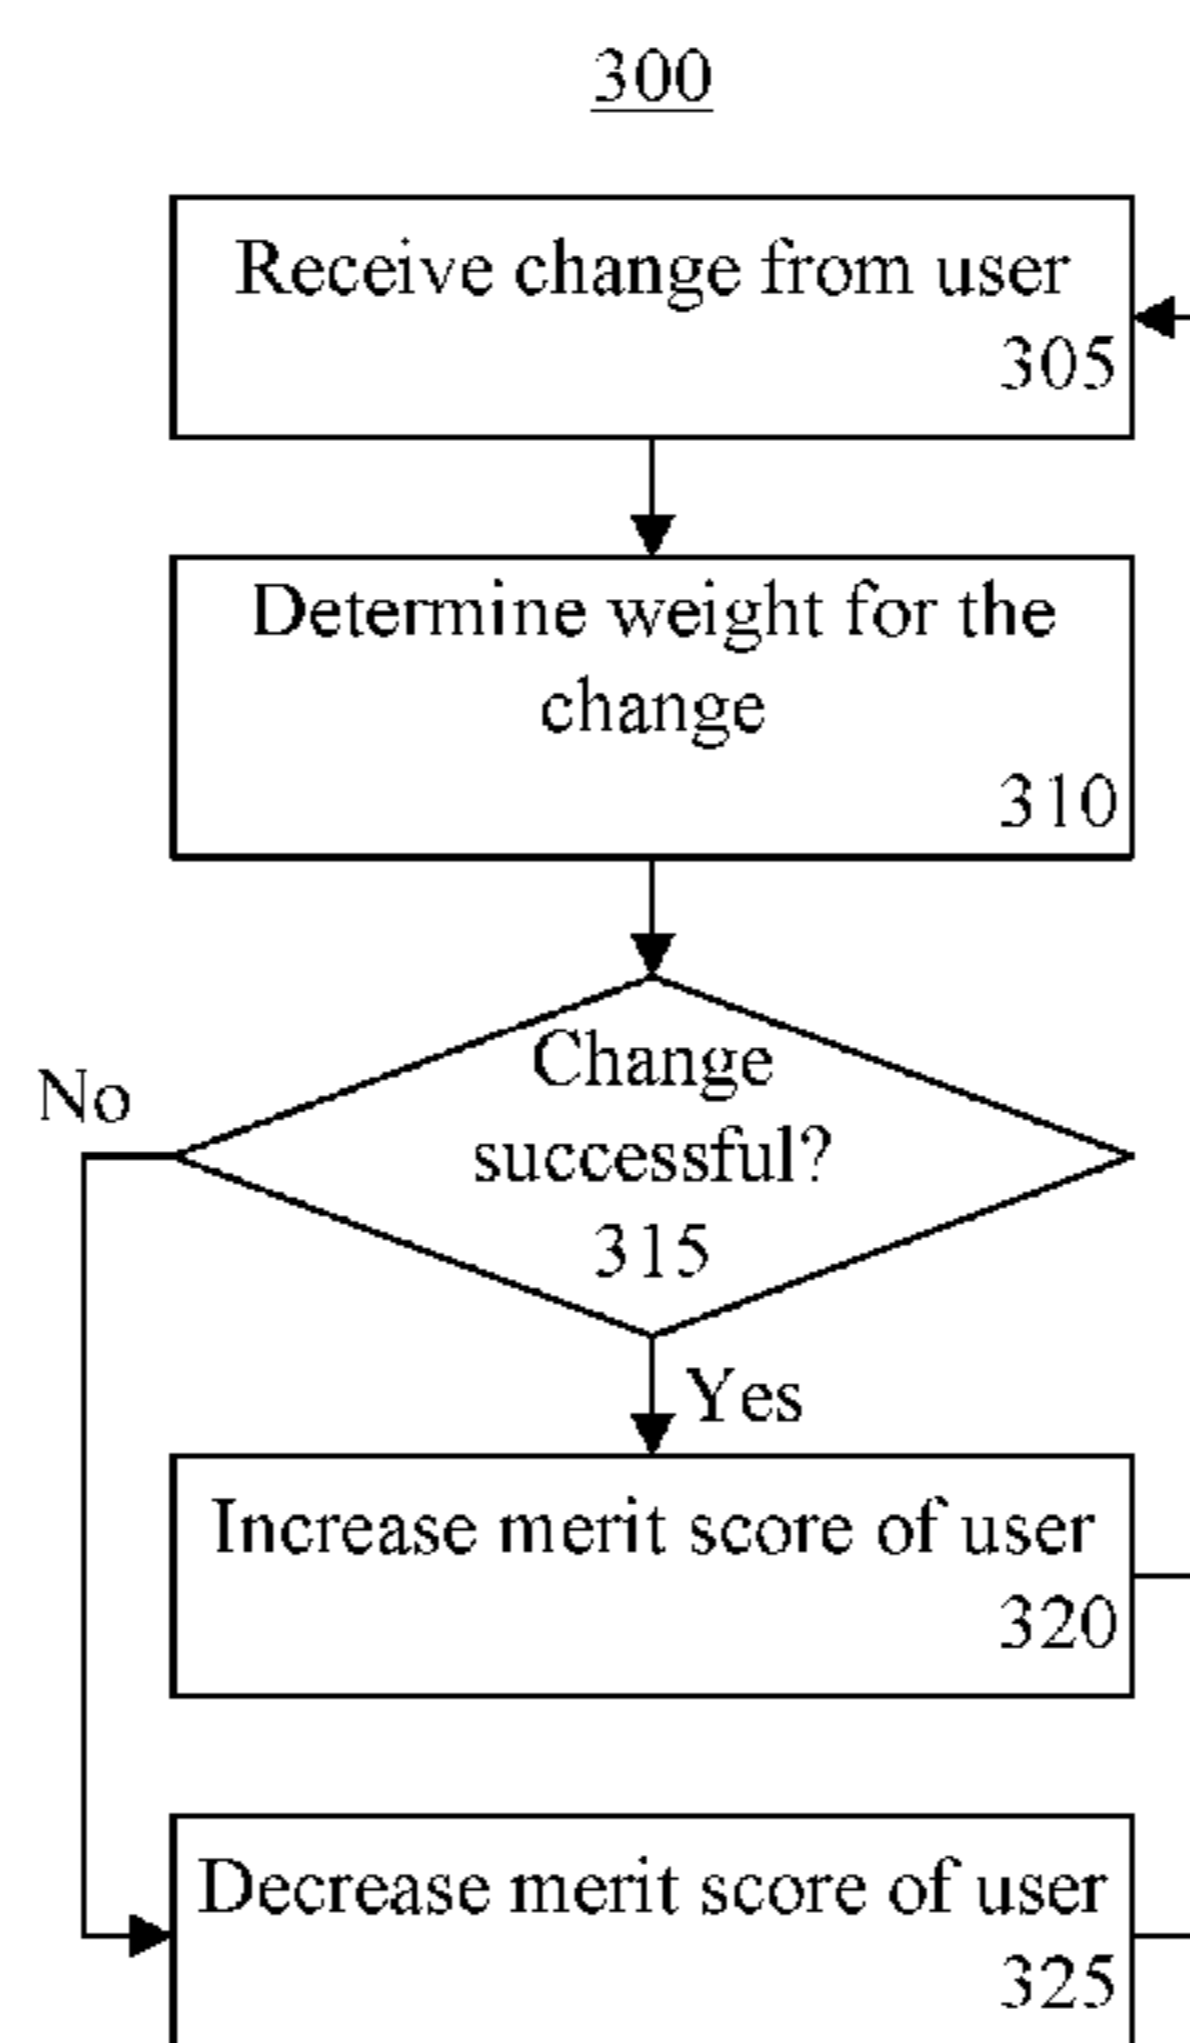 300
Receive change from user
305
Determine weight for the
change
310
Change
successful?
315
No
Yes
Increase merit score of user
320
Decrease merit score of user
325